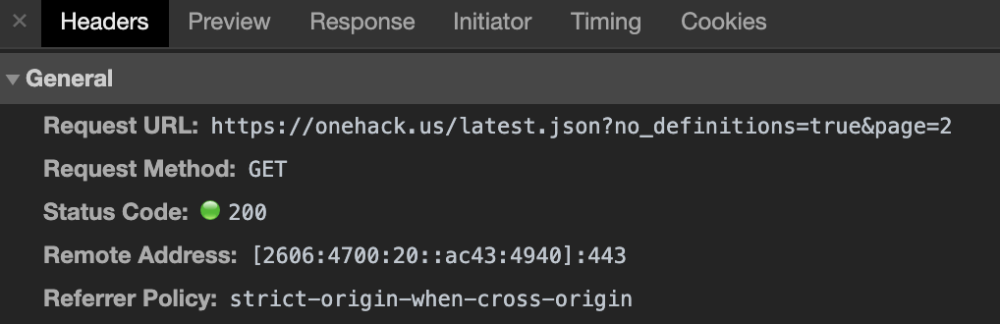 Headers Preview Response Initiator Timing Cookies
General
Request URL: https://onehack.us/latest.json?no_definitions=true&page=2
Request Method: GET
Status Code: 200
Remote Address: [2606:4700:20::ac43:4940]:443
Referrer Policy: strict-origin-when-cross-origin